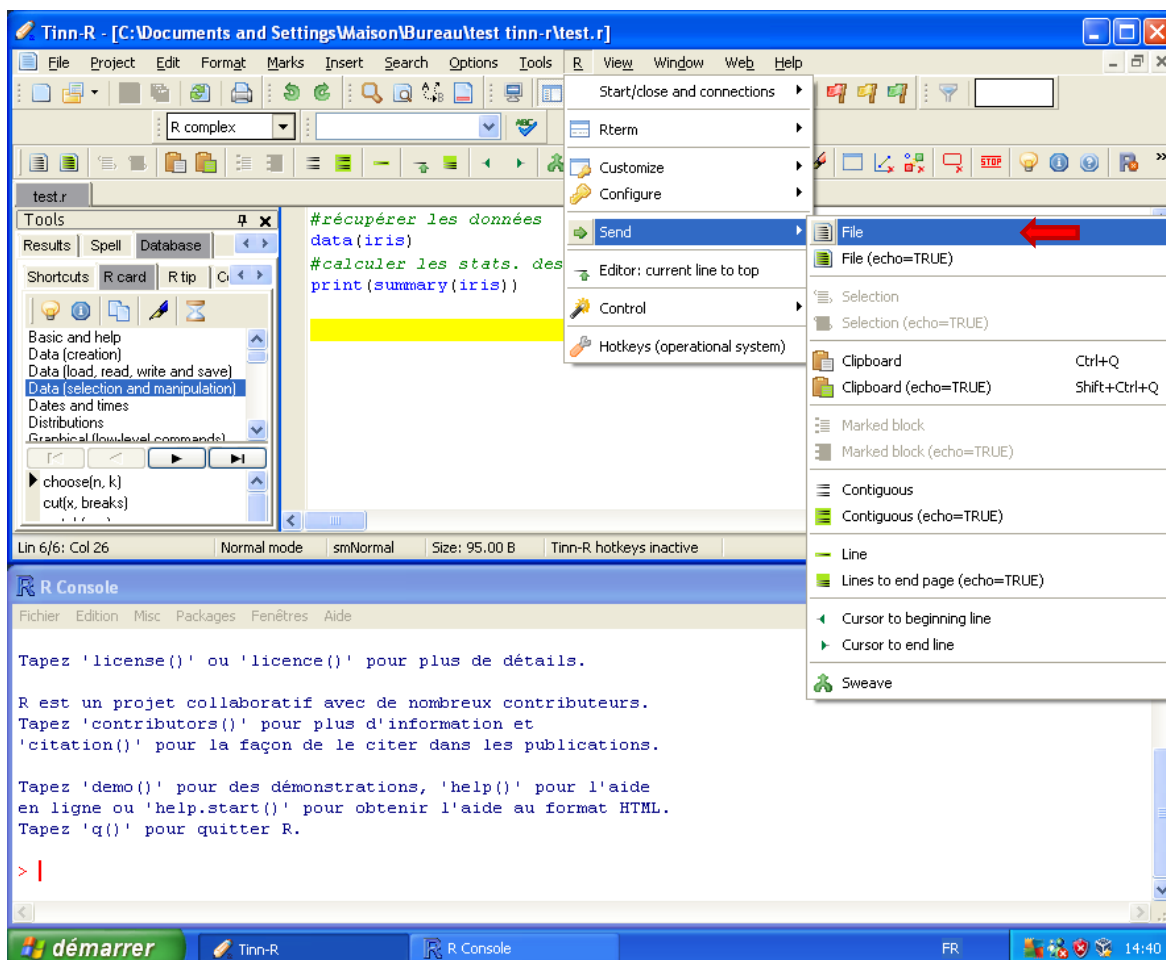 Tinn-R - [C:\Documents and Settings\Maison\Bureau\test tinn-r\test.r]
File Project Edit Format Marks Insert Search Options Tools R View Window Web Help
R complex
ABC
STOP
test.r
Tools
Results Spell Database
Shortcuts R card R tip
Basic and help
Data (creation)
Data (load, read, write and save)
Data (selection and manipulation)
Dates and times
Distributions
Graphical (low-level commands)
choose(n, k)
cut(x, breaks)
#récupérer les données
data(iris)
#calculer les stats. des
print(summary(iris))
Start/close and connections
Rterm
Customize
Configure
Send
Editor: current line to top
Control
Hotkeys (operational system)
File
File (echo=TRUE)
Selection
Selection (echo=TRUE)
Clipboard Ctrl+Q
Clipboard (echo=TRUE) Shift+Ctrl+Q
Marked block
Marked block (echo=TRUE)
Contiguous
Contiguous (echo=TRUE)
Line
Lines to end page (echo=TRUE)
Cursor to beginning line
Cursor to end line
Sweave
Lin 6/6: Col 26 Normal mode smNormal Size: 95.00 B Tinn-R hotkeys inactive
R Console
Fichier Edition Misc Packages Fenêtres Aide
Tapez 'license()' ou 'licence()' pour plus de détails.
R est un projet collaboratif avec de nombreux contributeurs.
Tapez 'contributors()' pour plus d'information et
'citation()' pour la façon de le citer dans les publications.
Tapez 'demo()' pour des démonstrations, 'help()' pour l'aide
en ligne ou 'help.start()' pour obtenir l'aide au format HTML.
Tapez 'q()' pour quitter R.
>
démarrer Tinn-R R Console FR 14:40